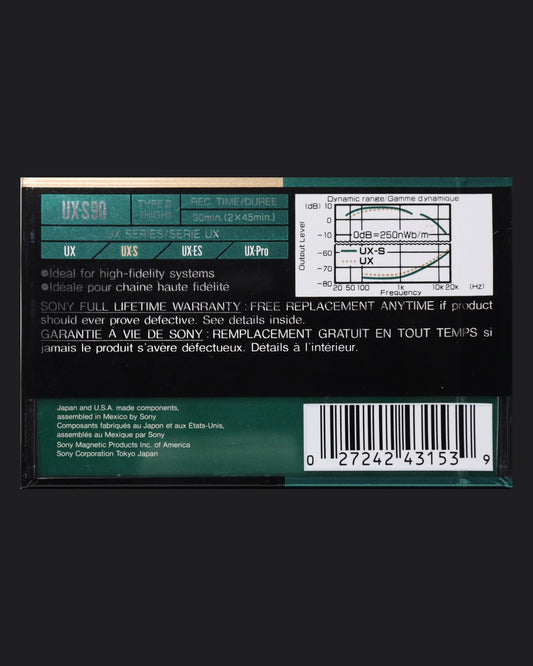 UX-S90
TYPE II
(HIGH)
REC. TIME/DURÉE
90min. (2×45min.)
UX SERIES/SERIE UX
UX UX-S UX-ES UX-Pro
●Ideal for high-fidelity systems
●Idéale pour chaîne haute fidélité
Dynamic range/Gamme dynamique
(dB) 10
0
-10
0dB=250nWb/m
Output Level
UX-S
UX
-60
-70
-80
20 50 100 1k 10k 20k (Hz)
Frequency
SONY FULL LIFETIME WARRANTY : FREE REPLACEMENT ANYTIME if product
should ever prove defective. See details inside.
GARANTIE À VIE DE SONY : REMPLACEMENT GRATUIT EN TOUT TEMPS si
jamais le produit s'avère défectueux. Détails à l'intérieur.
Japan and U.S.A. made components,
assembled in Mexico by Sony
Composants fabriqués au Japon et aux États-Unis,
assemblés au Mexique par Sony
Sony Magnetic Products Inc. of America
Sony Corporation Tokyo Japan
0 27242 43153 9